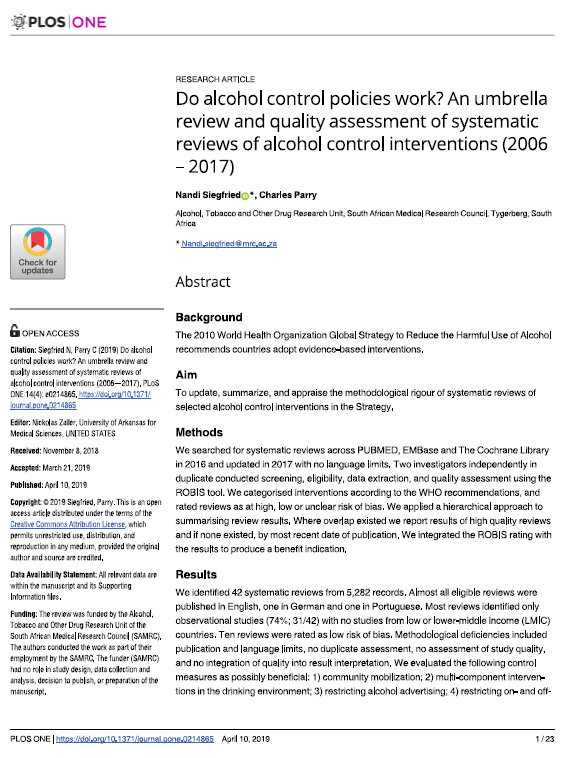 PLOS ONE
RESEARCH ARTICLE
Do alcohol control policies work? An umbrella
review and quality assessment of systematic
reviews of alcohol control interventions (2006
– 2017)
Nandi Siegfried *, Charles Parry
Alcohol, Tobacco and Other Drug Research Unit, South African Medical Research Council, Tygerberg, South
Africa
* Nandi.siegfried@mrc.ac.za
Abstract
Background
The 2010 World Health Organization Global Strategy to Reduce the Harmful Use of Alcohol
recommends countries adopt evidence-based interventions.
Aim
To update, summarize, and appraise the methodological rigour of systematic reviews of
selected alcohol control interventions in the Strategy.
Methods
We searched for systematic reviews across PUBMED, EMBase and The Cochrane Library
in 2016 and updated in 2017 with no language limits. Two investigators independently in
duplicate conducted screening, eligibility, data extraction, and quality assessment using the
ROBIS tool. We categorised interventions according to the WHO recommendations, and
rated reviews as at high, low or unclear risk of bias. We applied a hierarchical approach to
summarising review results. Where overlap existed we report results of high quality reviews
and if none existed, by most recent date of publication. We integrated the ROBIS rating with
the results to produce a benefit indication.
Results
We identified 42 systematic reviews from 5,282 records. Almost all eligible reviews were
published in English, one in German and one in Portuguese. Most reviews identified only
observational studies (74%; 31/42) with no studies from low or lower-middle income (LMIC)
countries. Ten reviews were rated as low risk of bias. Methodological deficiencies included
publication and language limits, no duplicate assessment, no assessment of study quality,
and no integration of quality into result interpretation. We evaluated the following control
measures as possibly beneficial: 1) community mobilization; 2) multi-component interven-
tions in the drinking environment; 3) restricting alcohol advertising; 4) restricting on- and off-
Check for
updates
OPEN ACCESS
Citation: Siegfried N, Parry C (2019) Do alcohol
control policies work? An umbrella review and
quality assessment of systematic reviews of
alcohol control interventions (2006—2017). PLoS
ONE 14(4): e0214865. https://doi.org/10.1371/
journal.pone.0214865
Editor: Nickolas Zaller, University of Arkansas for
Medical Sciences, UNITED STATES
Received: November 8, 2018
Accepted: March 21, 2019
Published: April 10, 2019
Copyright: © 2019 Siegfried, Parry. This is an open
access article distributed under the terms of the
Creative Commons Attribution License, which
permits unrestricted use, distribution, and
reproduction in any medium, provided the original
author and source are credited.
Data Availability Statement: All relevant data are
within the manuscript and its Supporting
Information files.
Funding: The review was funded by the Alcohol,
Tobacco and Other Drug Research Unit of the
South African Medical Research Council (SAMRC).
The authors conducted the work as part of their
employment by the SAMRC. The funder (SAMRC)
had no role in study design, data collection and
analysis, decision to publish, or preparation of the
manuscript.
PLOS ONE | https://doi.org/10.1371/journal.pone.0214865 April 10, 2019
1 / 23